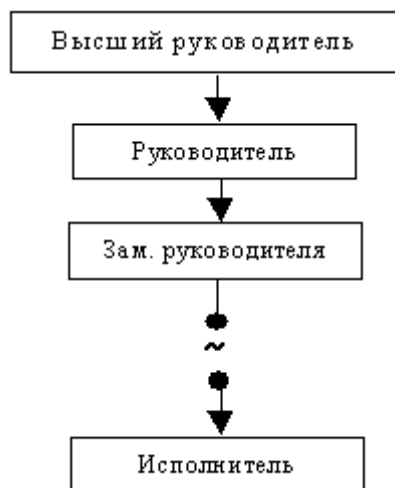 Высший руководитель
Руководитель
Зам. руководителя
~
Исполнитель